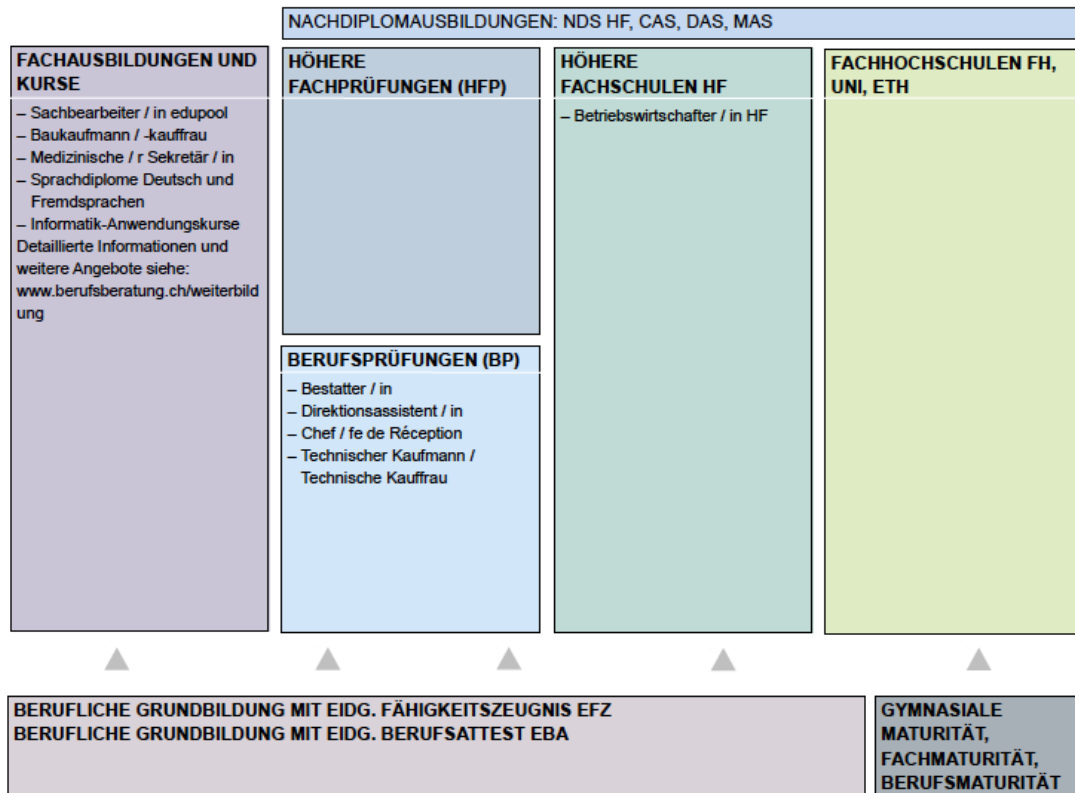 NACHDIPLOMAUSBILDUNGEN: NDS HF, CAS, DAS, MAS
FACHAUSBILDUNGEN UND
KURSE
– Sachbearbeiter / in edupool
– Baukaufmann / -kauffrau
– Medizinische / r Sekretär / in
– Sprachdiplome Deutsch und
Fremdsprachen
– Informatik-Anwendungskurse
Detaillierte Informationen und
weitere Angebote siehe:
www.berufsberatung.ch/weiterbild
ung
HÖHERE
FACHPRÜFUNGEN (HFP)
BERUFSPRÜFUNGEN (BP)
– Bestatter / in
– Direktionsassistent / in
– Chef / fe de Réception
– Technischer Kaufmann /
Technische Kauffrau
HÖHERE
FACHSCHULEN HF
– Betriebswirtschafter / in HF
FACHHOCHSCHULEN FH,
UNI, ETH
BERUFLICHE GRUNDBILDUNG MIT EIDG. FÄHIGKEITSZEUGNIS EFZ
BERUFLICHE GRUNDBILDUNG MIT EIDG. BERUFSATTEST EBA
GYMNASIALE
MATURITÄT,
FACHMATURITÄT,
BERUFSMATURITÄT